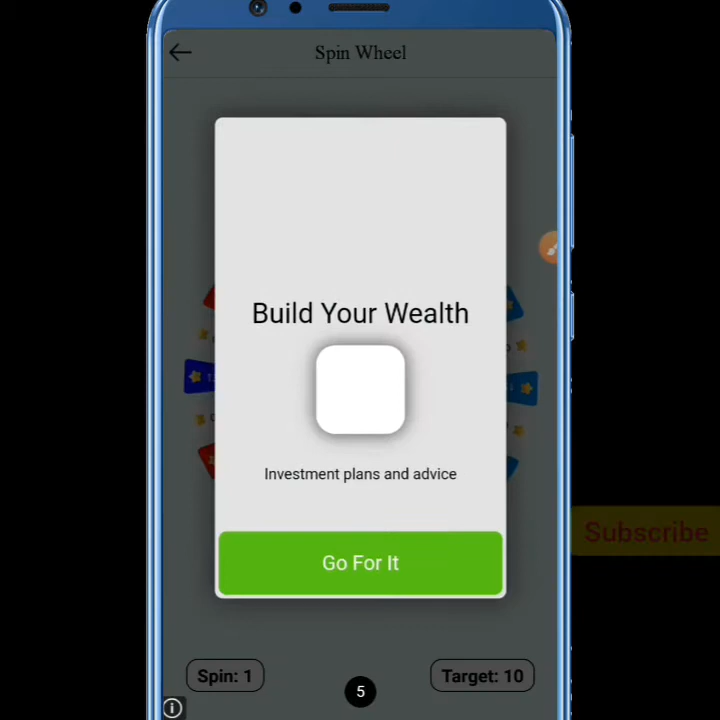 Spin Wheel
Build Your Wealth
Investment plans and advice
Go For It
Subscribe
Spin: 1
Target: 10
5